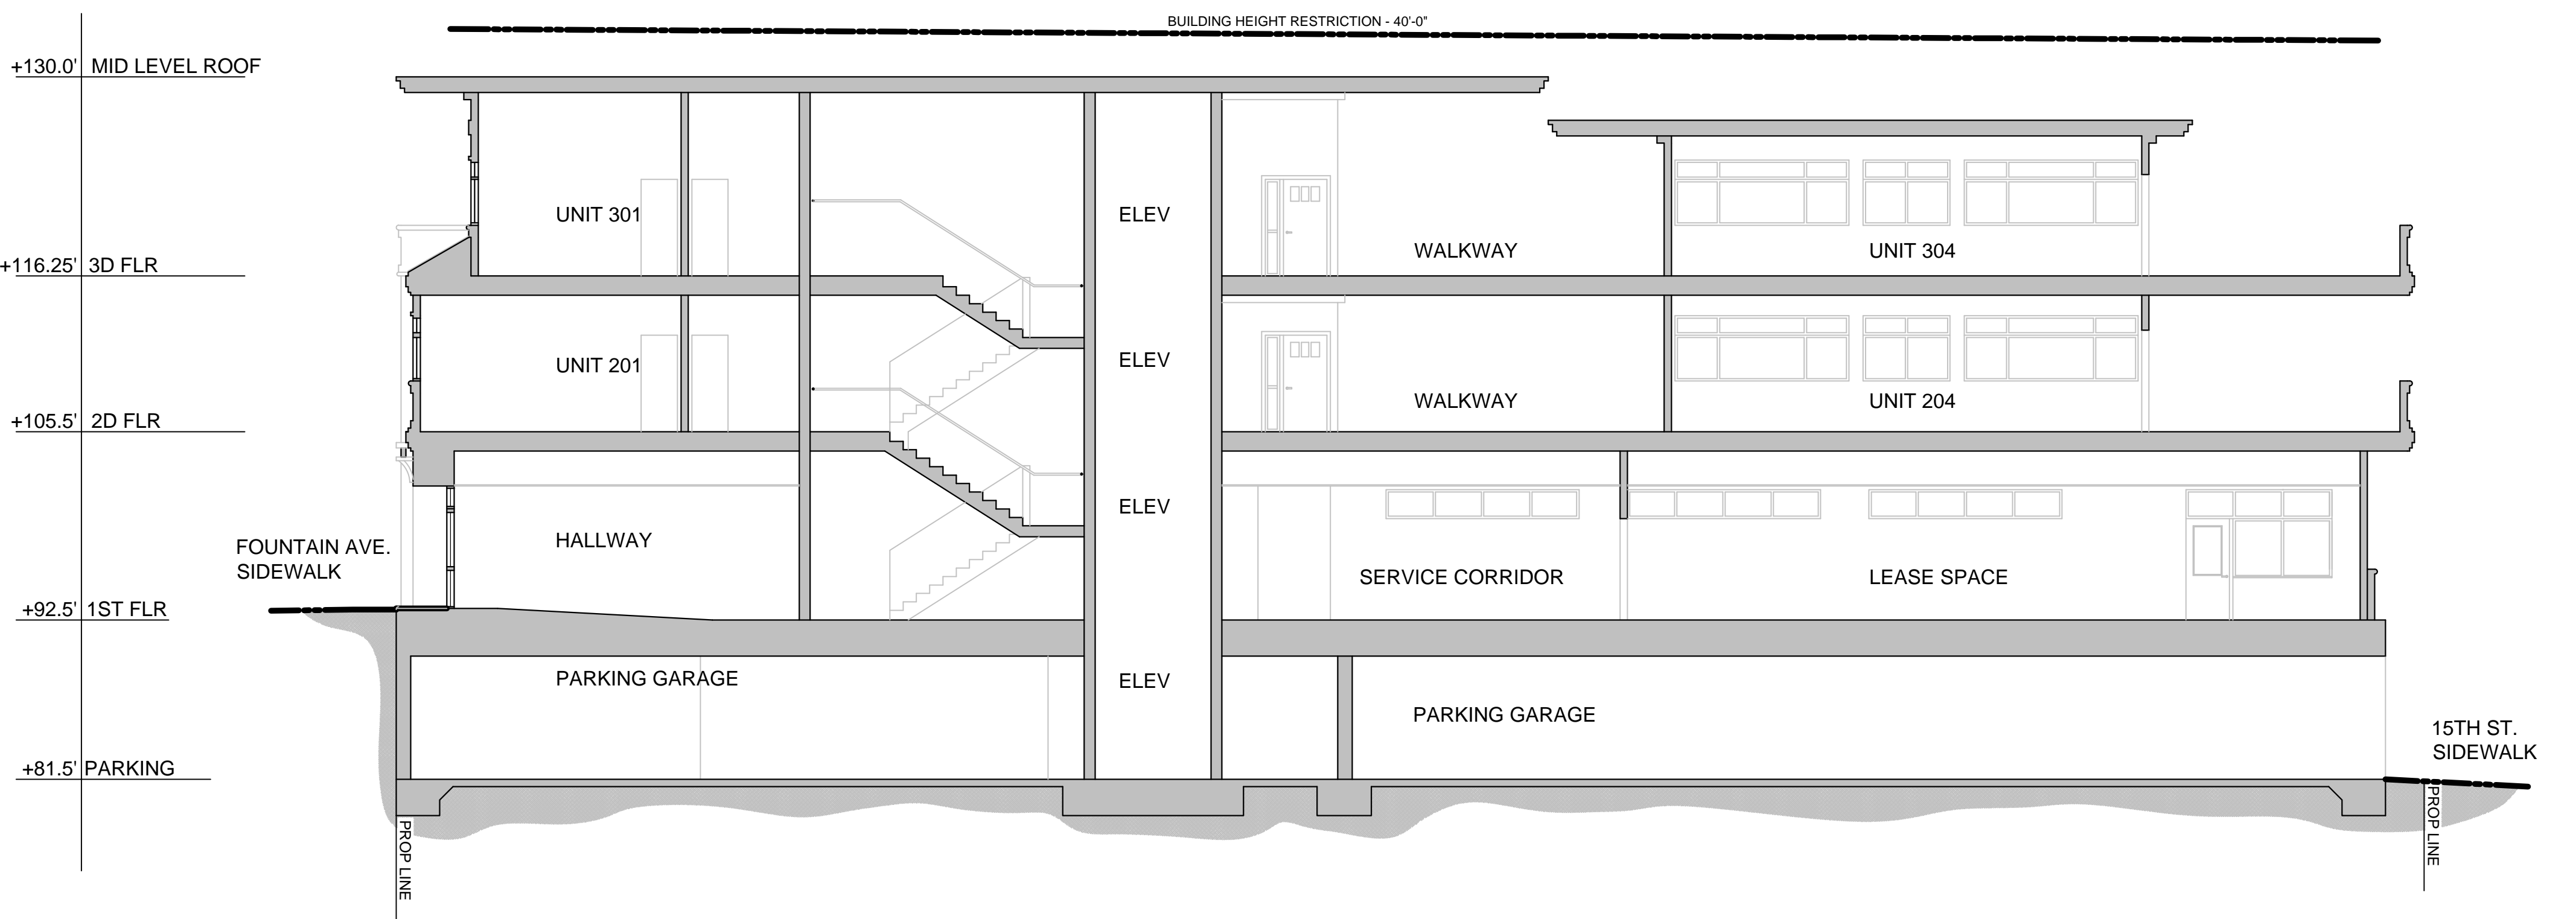 BUILDING HEIGHT RESTRICTION - 40'-0"
+130.0' MID LEVEL ROOF
UNIT 301
ELEV
WALKWAY
UNIT 304
+116.25' 3D FLR
UNIT 201
ELEV
WALKWAY
UNIT 204
+105.5' 2D FLR
ELEV
HALLWAY
FOUNTAIN AVE.
SIDEWALK
SERVICE CORRIDOR
LEASE SPACE
+92.5' 1ST FLR
PARKING GARAGE
ELEV
PARKING GARAGE
15TH ST.
SIDEWALK
+81.5' PARKING
PROP LINE
PROP LINE